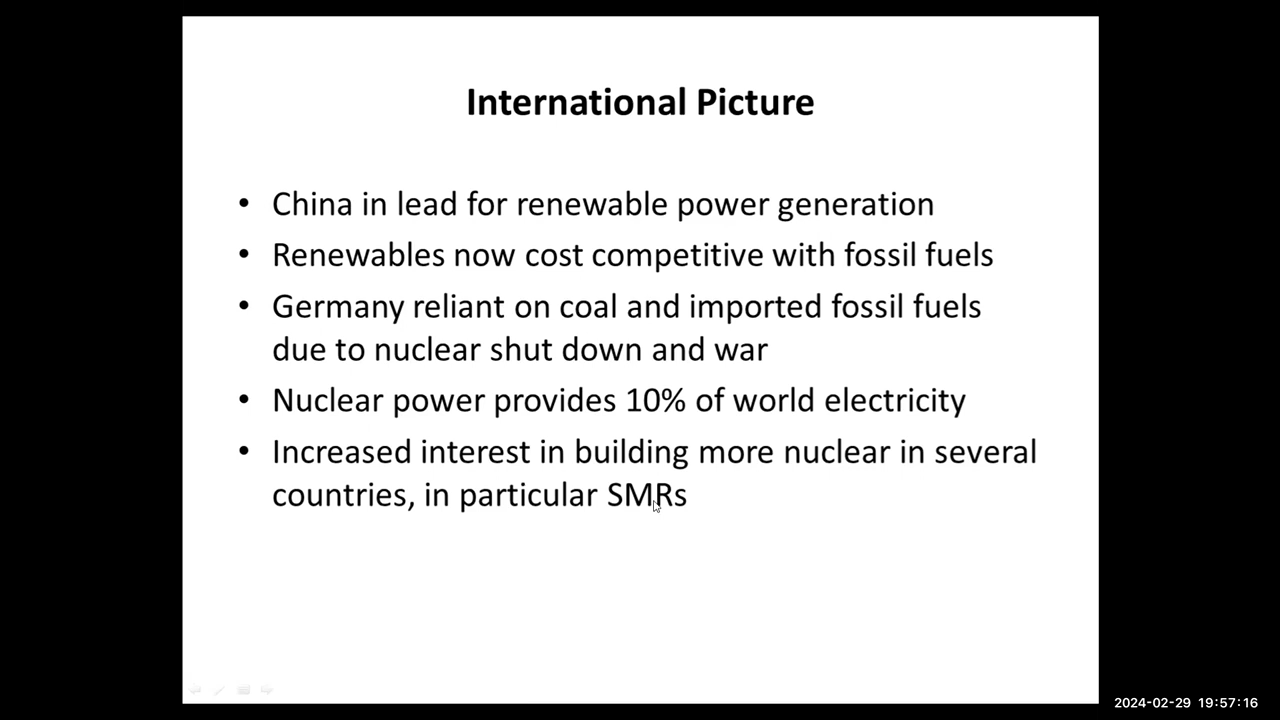 International Picture
• China in lead for renewable power generation
• Renewables now cost competitive with fossil fuels
• Germany reliant on coal and imported fossil fuels
due to nuclear shut down and war
• Nuclear power provides 10% of world electricity
• Increased interest in building more nuclear in several
countries, in particular SMRs
2024-02-29 19:57:16